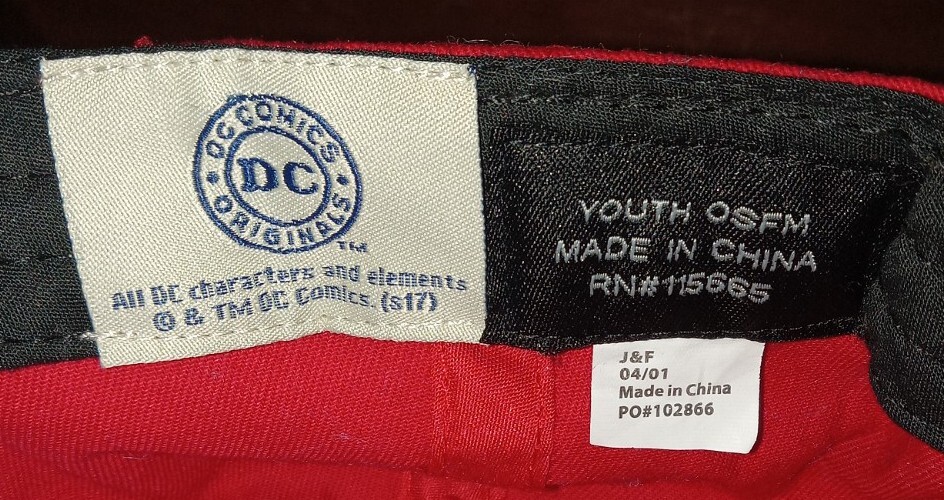 DC COMICS
DC
ORIGINALS
TM
All DC characters and elements
© & TM DC Comics. (s17)
YOUTH OSFM
MADE IN CHINA
RN#115665
J&F
04/01
Made in China
PO#102866